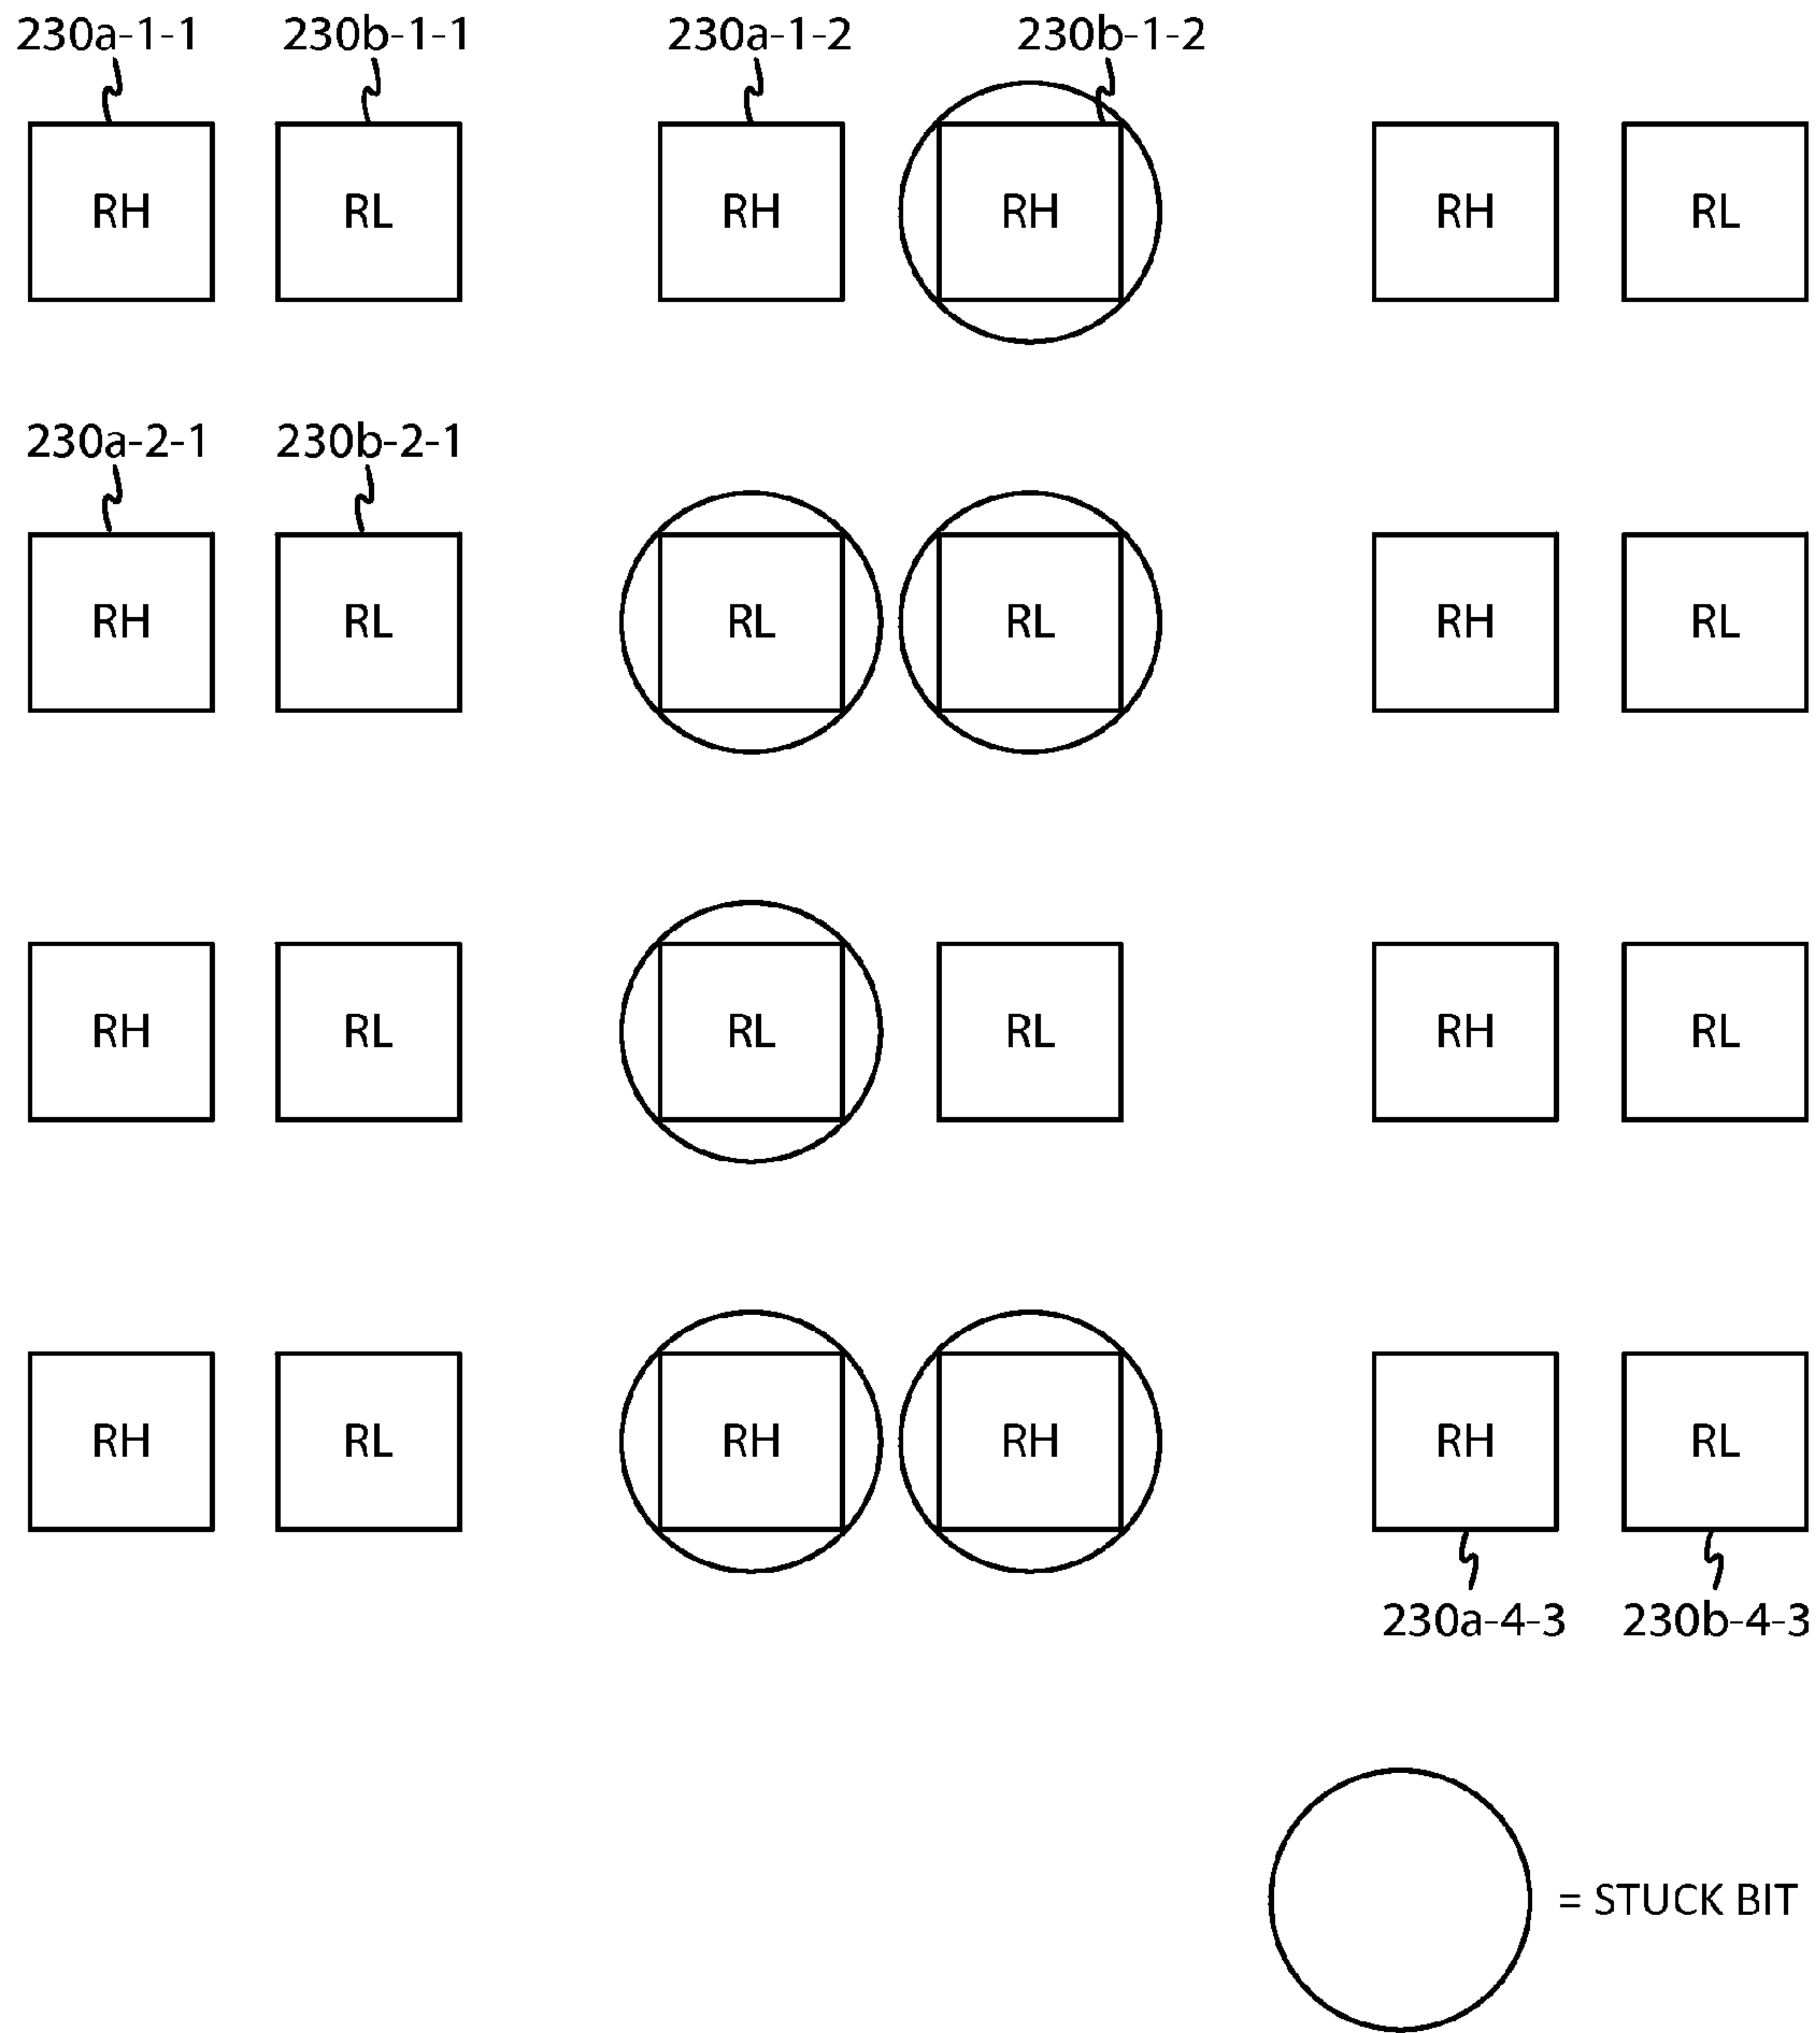 230a-1-1 230b-1-1 230a-1-2 230b-1-2
RH RL RH RH RH RL
230a-2-1 230b-2-1
RH RL RL RL RH RL
RH RL RL RL RH RL
RH RL RH RH RH RL
230a-4-3 230b-4-3
= STUCK BIT